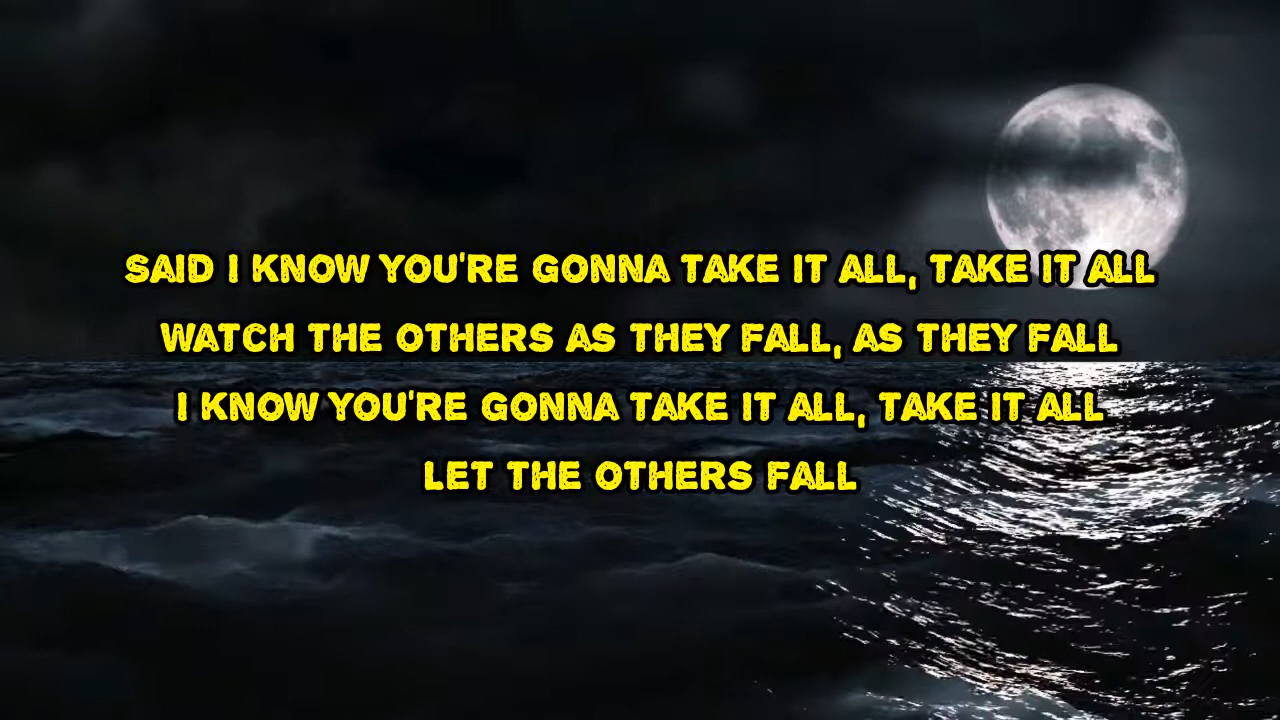 SAID I KNOW YOU'RE GONNA TAKE IT ALL, TAKE IT ALL
WATCH THE OTHERS AS THEY FALL, AS THEY FALL
I KNOW YOU'RE GONNA TAKE IT ALL, TAKE IT ALL
LET THE OTHERS FALL